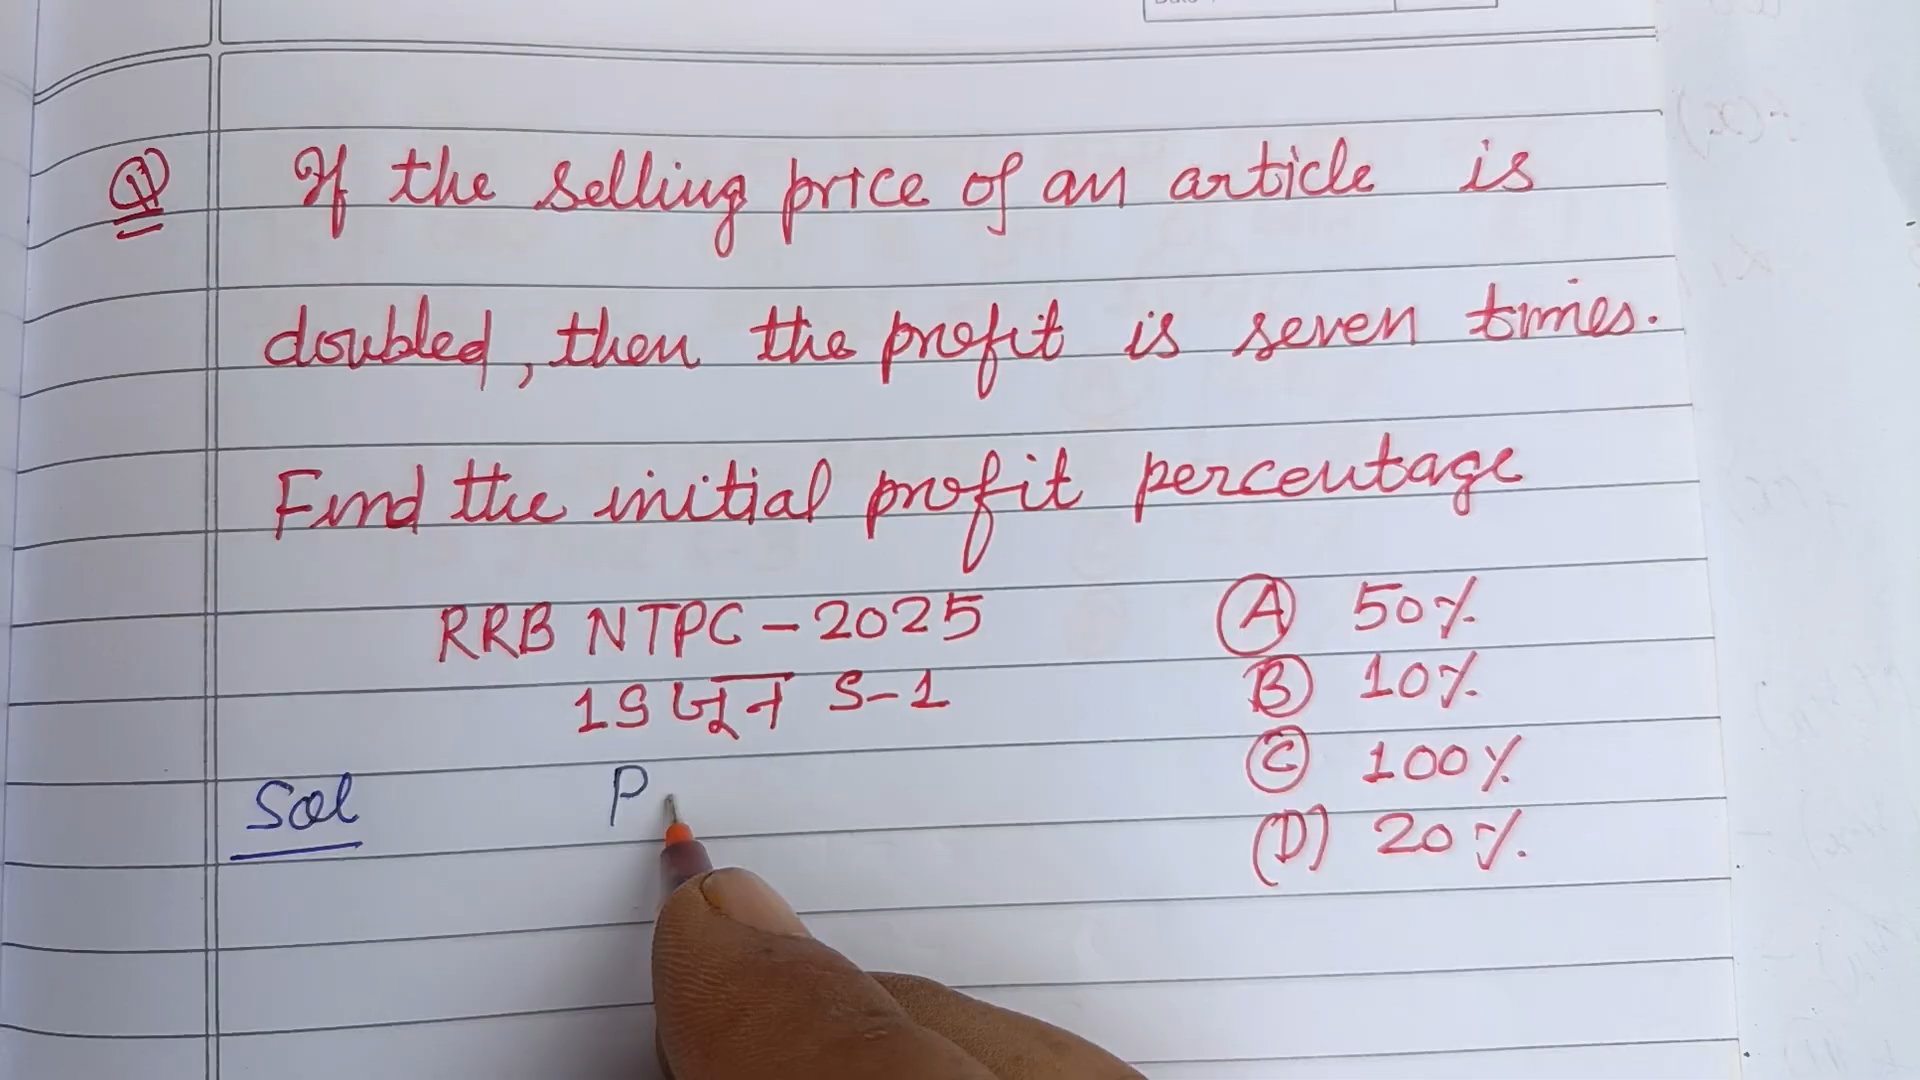 Q If the selling price of an article is
doubled, then the profit is seven times.
Find the initial profit percentage
RRB NTPC-2025
19 जून S-1
(A) 50%
(B) 10%
(C) 100%
(D) 20%.
Sol P